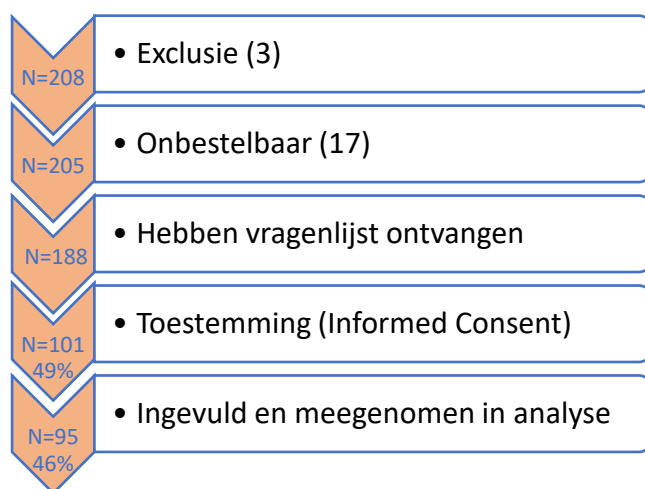 N=208
• Exclusie (3)
N=205
• Onbestelbaar (17)
N=188
• Hebben vragenlijst ontvangen
N=101
49%
• Toestemming (Informed Consent)
N=95
46%
• Ingevuld en meegenomen in analyse